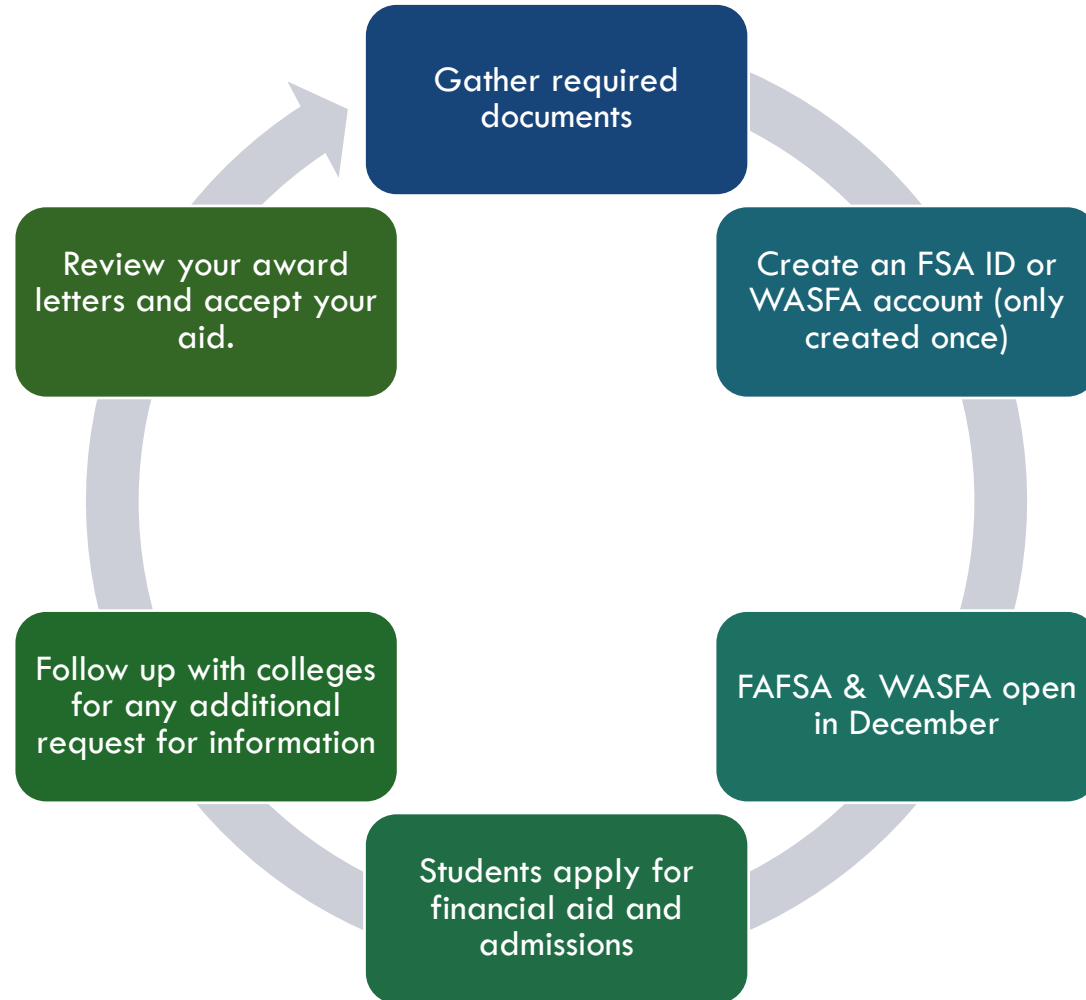 Gather required
documents
Create an FSA ID or
WASFA account (only
created once)
FAFSA & WASFA open
in December
Students apply for
financial aid and
admissions
Follow up with colleges
for any additional
request for information
Review your award
letters and accept your
aid.